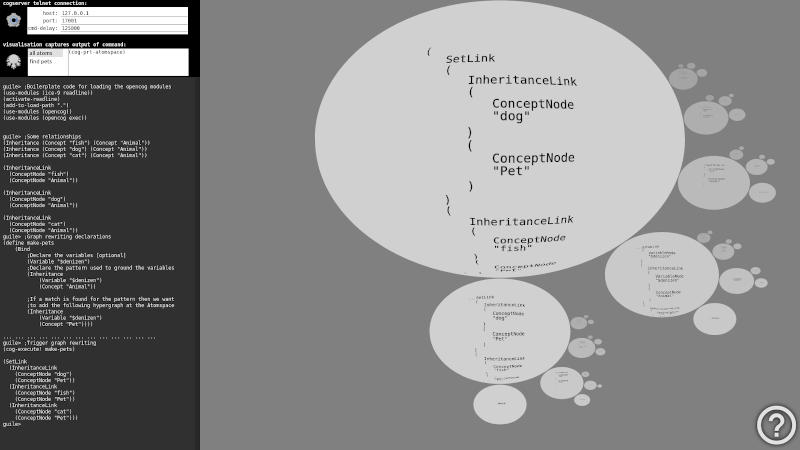 cogserver telnet connection:
host: 127.0.0.1
port: 17001
cmd-delay: 125000
visualisation captures output of command:
all atoms
(cog-prt-atomspace)
find pets
guile> ;Boilerplate code for loading the opencog modules
(use-modules (ice-9 readline))
(activate-readline)
(add-to-load-path ".")
(use-modules (opencog))
(use-modules (opencog exec))
guile> ;Some relationships
(Inheritance (Concept "fish") (Concept "Animal"))
(Inheritance (Concept "dog") (Concept "Animal"))
(Inheritance (Concept "cat") (Concept "Animal"))
(InheritanceLink
(ConceptNode "fish")
(ConceptNode "Animal"))
(InheritanceLink
(ConceptNode "dog")
(ConceptNode "Animal"))
(InheritanceLink
(ConceptNode "cat")
(ConceptNode "Animal"))
guile> ;Graph rewriting declarations
(define make-pets
(Bind
;Declare the variables [optional]
(Variable "$denizen")
;Declare the pattern used to ground the variables
(Inheritance
(Variable "$denizen")
(Concept "Animal"))
;If a match is found for the pattern then we want
;to add the following hypergraph at the Atomspace
(Inheritance
(Variable "$denizen")
(Concept "Pet"))))
... ... ... ... ... ... ... ... ... ... ... ... ...
guile> ;Trigger graph rewriting
(cog-execute! make-pets)
(SetLink
(InheritanceLink
(ConceptNode "dog")
(ConceptNode "Pet"))
(InheritanceLink
(ConceptNode "fish")
(ConceptNode "Pet"))
(InheritanceLink
(ConceptNode "cat")
(ConceptNode "Pet")))
guile>
(
SetLink
(
InheritanceLink
(
ConceptNode
"dog"
)
(
ConceptNode
"Pet"
)
)
(
InheritanceLink
(
ConceptNode
"fish"
)
(
ConceptNode
"Pet"
SetLink
(
InheritanceLink
(
ConceptNode
"dog"
)
(
ConceptNode
"Pet"
)
)
(
InheritanceLink
(
ConceptNode
"fish"
VariableNode
"$denizen"
InheritanceLink
(
VariableNode
"$denizen"
)
(
ConceptNode
"Animal"
)
?